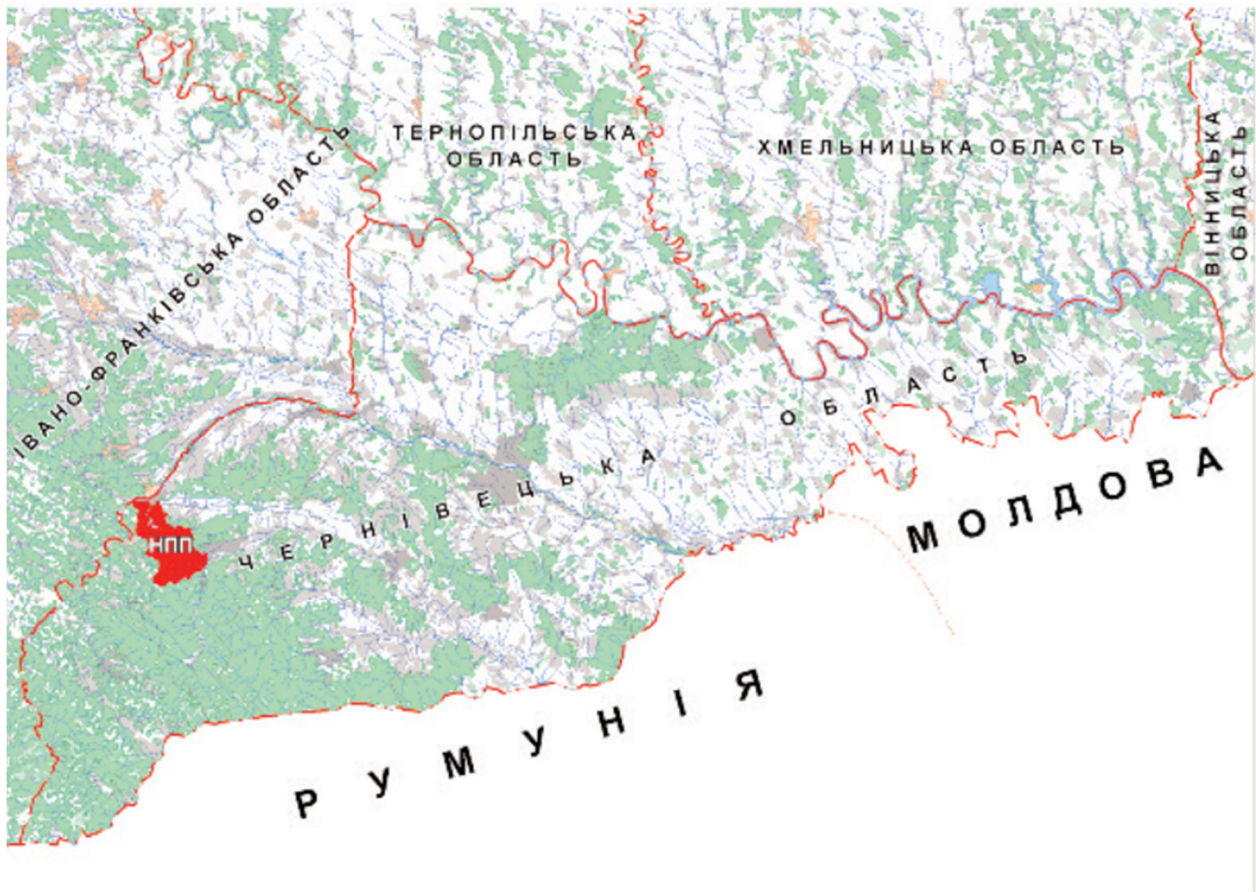 ТЕРНОПІЛЬСЬКА
ОБЛАСТЬ
ХМЕЛЬНИЦЬКА ОБЛАСТЬ
ВІННИЦЬКА
ОБЛАСТЬ
ІВАНО-ФРАНКІВСЬКА ОБЛАСТЬ
ЧЕРНІВЕЦЬКА ОБЛАСТЬ
НПП
МОЛДОВА
РУМУНІЯ